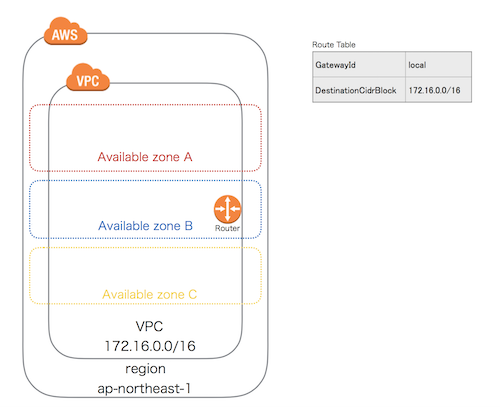 AWS
VPC
Available zone A
Available zone B
Router
Available zone C
VPC
172.16.0.0/16
region
ap-northeast-1
Route Table
GatewayId local
DestinationCidrBlock 172.16.0.0/16